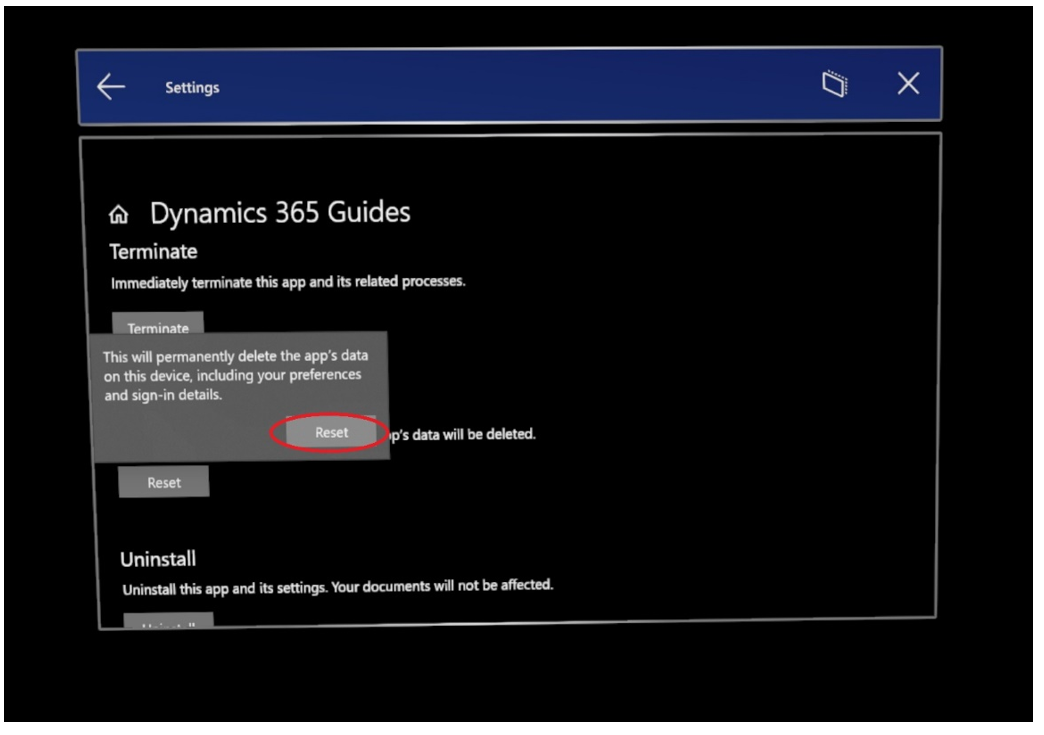 Settings
Dynamics 365 Guides
Terminate
Immediately terminate this app and its related processes.
Terminate
This will permanently delete the app's data
on this device, including your preferences
and sign-in details.
Reset
p's data will be deleted.
Reset
Uninstall
Uninstall this app and its settings. Your documents will not be affected.